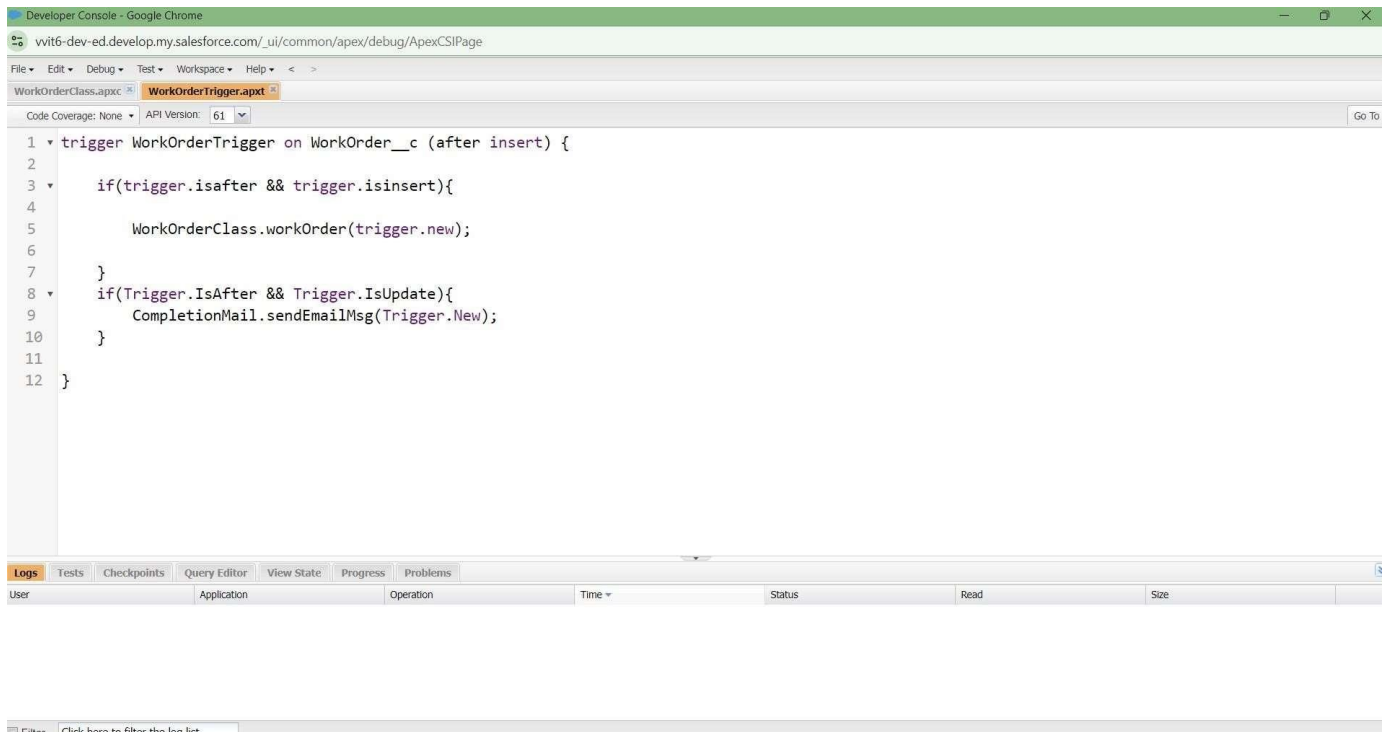 Developer Console - Google Chrome
vvit6-dev-ed.develop.my.salesforce.com/_ui/common/apex/debug/ApexCSIPage
File Edit Debug Test Workspace Help < >
WorkOrderClass.apxc WorkOrderTrigger.apxt
Code Coverage: None API Version: 61 Go To
1 trigger WorkOrderTrigger on WorkOrder__c (after insert) {
2
3 if(trigger.isafter && trigger.isinsert){
4
5 WorkOrderClass.workOrder(trigger.new);
6
7 }
8 if(Trigger.IsAfter && Trigger.IsUpdate){
9 CompletionMail.sendEmailMsg(Trigger.New);
10 }
11
12 }
Logs Tests Checkpoints Query Editor View State Progress Problems
User Application Operation Time Status Read Size
Filter Click here to filter the log list